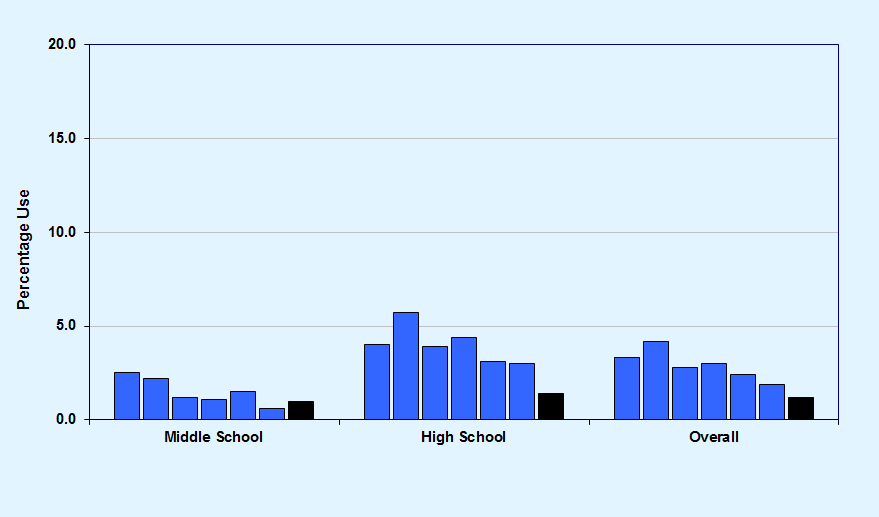 20.0
15.0
10.0
5.0
0.0
Percentage Use
Middle School
High School
Overall